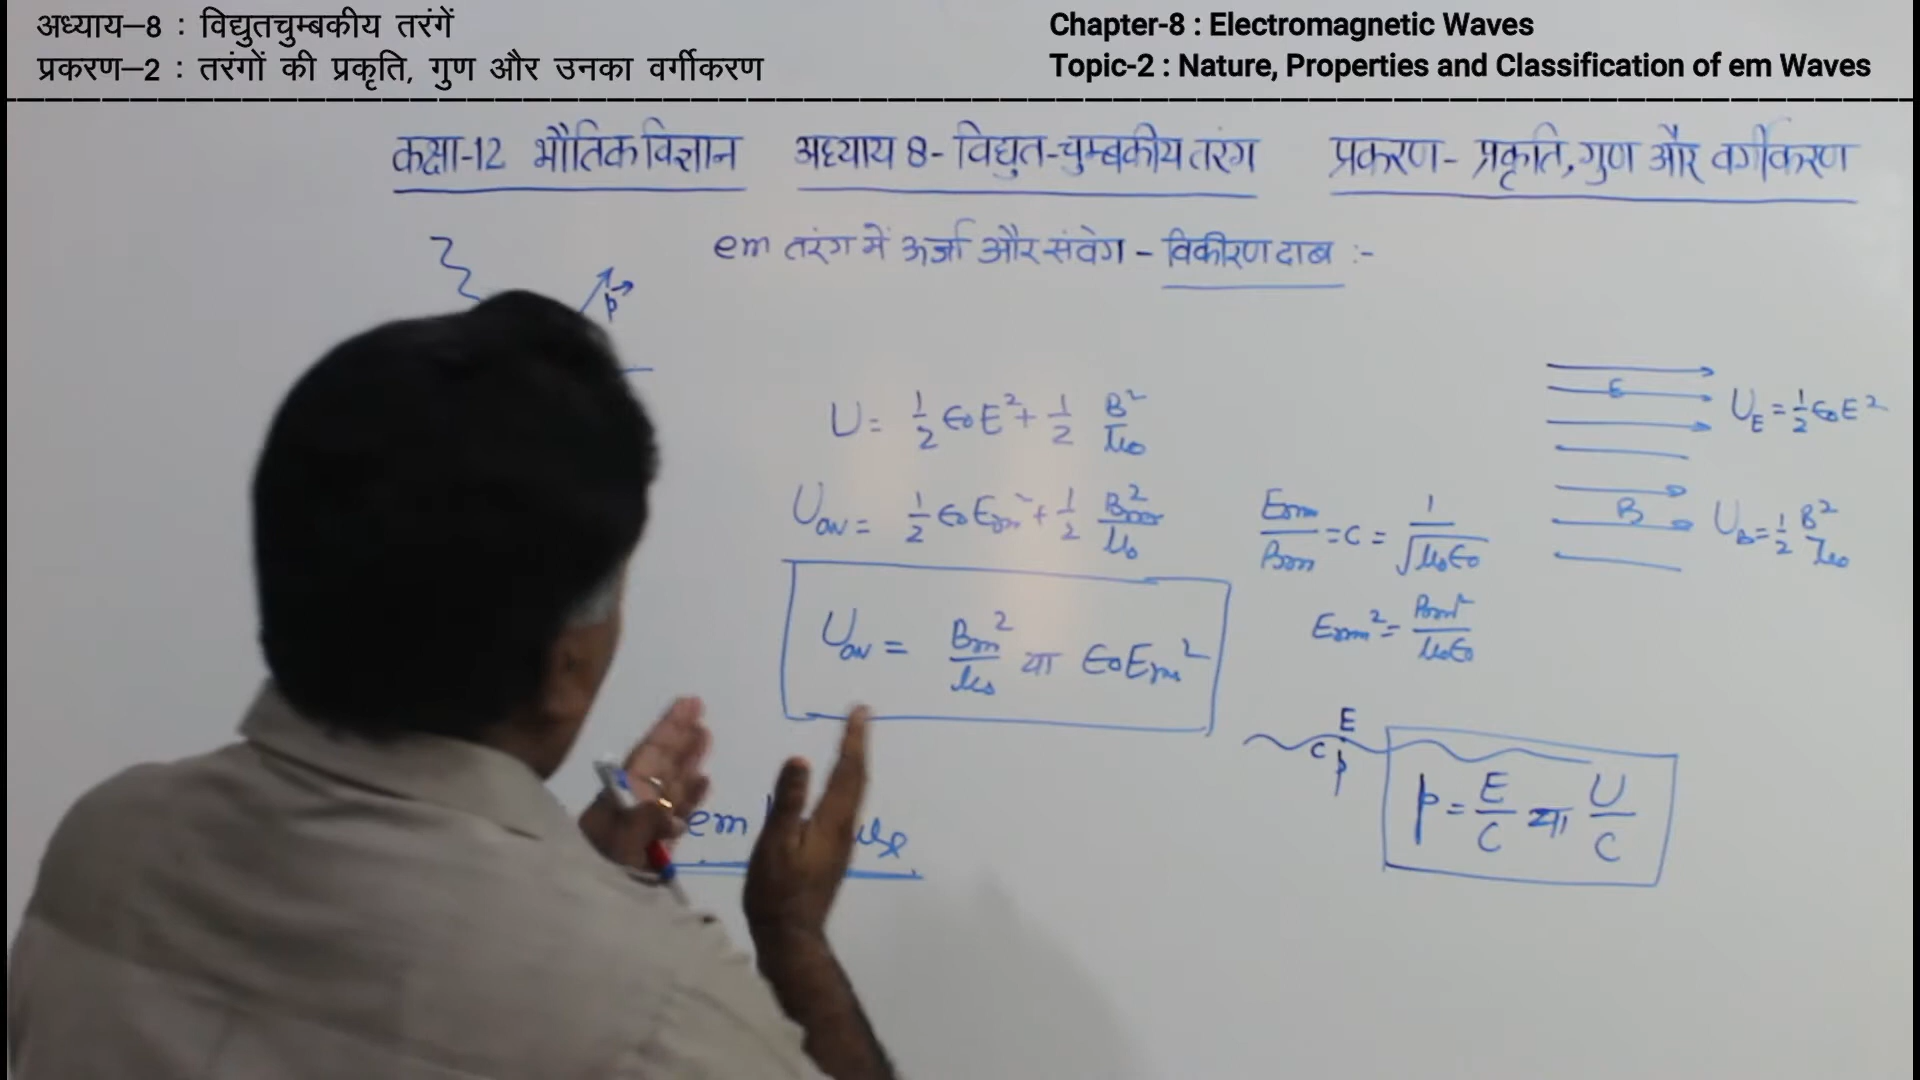 अध्याय–8 : विद्युतचुम्बकीय तरंगें
Chapter-8 : Electromagnetic Waves
प्रकरण–2 : तरंगों की प्रकृति, गुण और उनका वर्गीकरण
Topic-2 : Nature, Properties and Classification of em Waves
कक्षा-12 भौतिक विज्ञान अध्याय 8- विद्युत-चुम्बकीय तरंग प्रकरण- प्रकृति, गुण और वर्गीकरण
em तरंग में ऊर्जा और संवेग - विकीरण दाब :-
p⃗
U = 1/2 ϵ₀E² + 1/2 B²/μ₀
E
U_E = 1/2 ϵ₀E²
U_av = 1/2 ϵ₀E_m² + 1/2 B_m²/μ₀
E_m/B_m = C = 1/√μ₀ϵ₀
B
U_B = 1/2 B²/μ₀
U_av = B_m²/μ₀ या ϵ₀E_m²
E_m² = B_m²/μ₀ϵ₀
E
C p
p = E/C या U/C
em